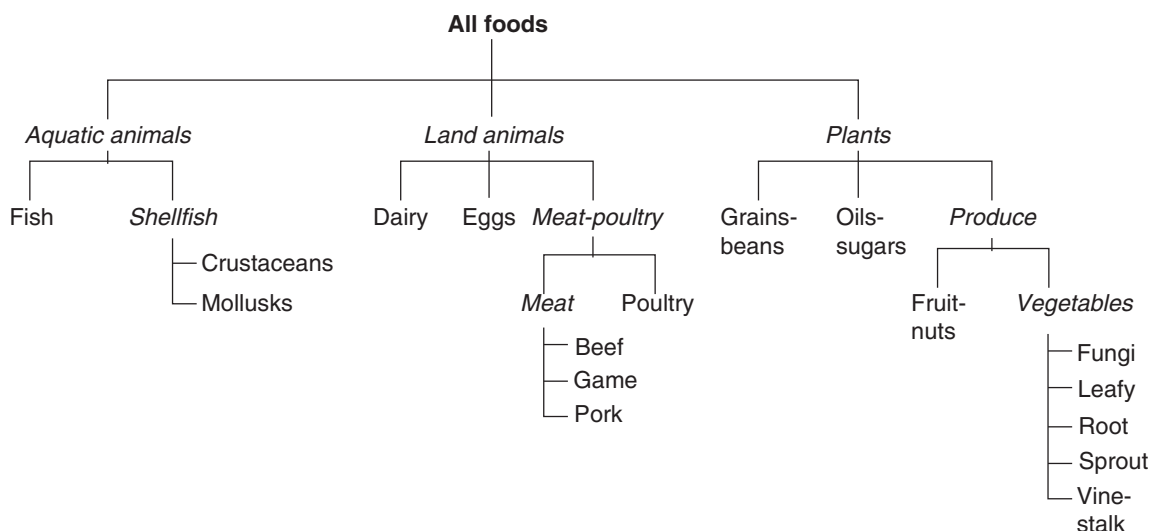 All foods
Aquatic animals
Land animals
Plants
Fish
Shellfish
Crustaceans
Mollusks
Dairy
Eggs
Meat-poultry
Meat
Poultry
Beef
Game
Pork
Grains-
beans
Oils-
sugars
Produce
Fruit-
nuts
Vegetables
Fungi
Leafy
Root
Sprout
Vine-
stalk